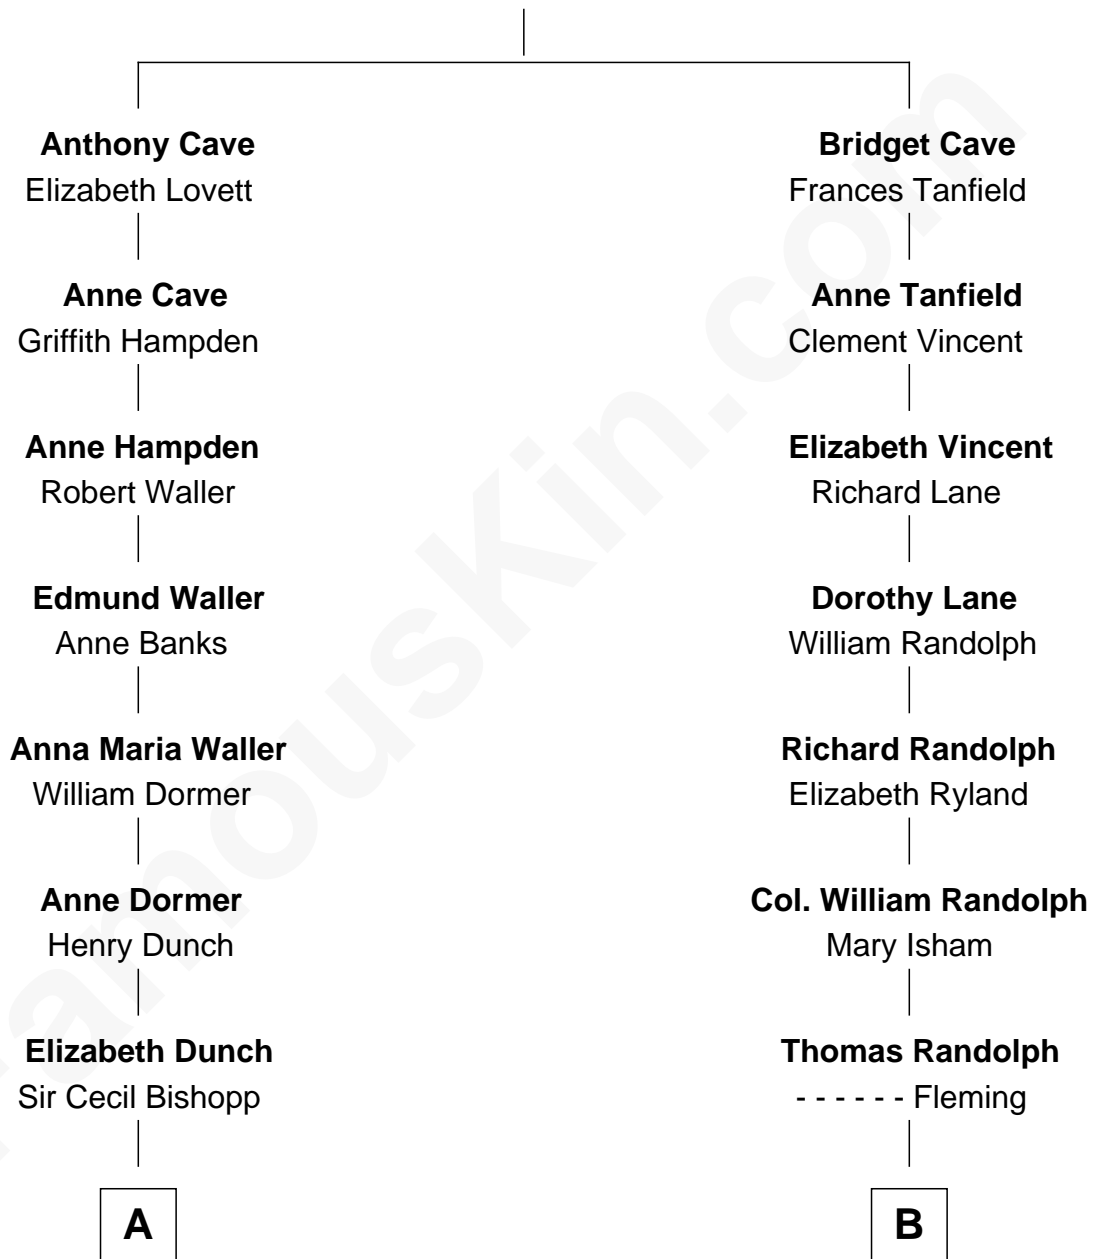 Anthony Cave
Elizabeth Lovett
Anne Cave
Griffith Hampden
Anne Hampden
Robert Waller
Edmund Waller
Anne Banks
Anna Maria Waller
William Dormer
Anne Dormer
Henry Dunch
Elizabeth Dunch
Sir Cecil Bishopp
A
Bridget Cave
Frances Tanfield
Anne Tanfield
Clement Vincent
Elizabeth Vincent
Richard Lane
Dorothy Lane
William Randolph
Richard Randolph
Elizabeth Ryland
Col. William Randolph
Mary Isham
Thomas Randolph
- - - - - - Fleming
B
FamousKin.com